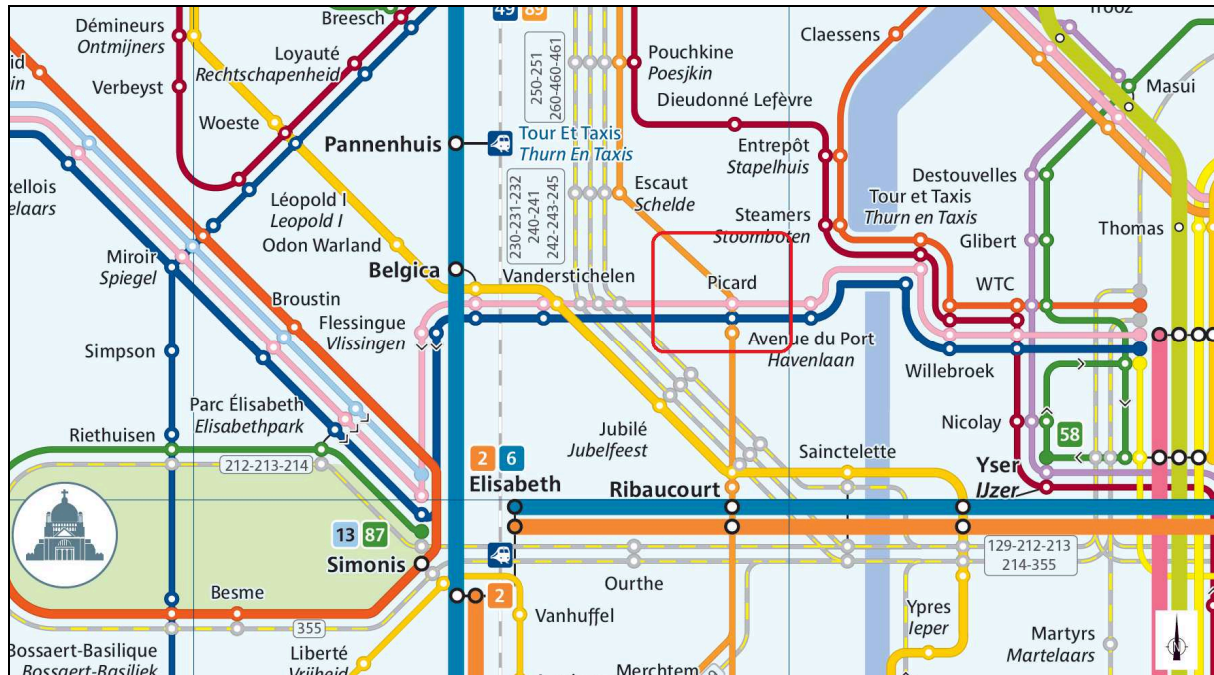 49 89
Trooz
Démineurs
Ontmijners
Breesch
Claessens
Loyauté
Rechtschapenheid
250-251
260-460-461
Pouchkine
Poesjkin
Verbeyst
Masui
Dieudonné Lefèvre
Woeste
Pannenhuis
Tour Et Taxis
Thurn En Taxis
Entrepôt
Stapelhuis
Destouvelles
Escaut
Schelde
Tour et Taxis
Thurn en Taxis
Léopold I
Leopold I
230-231-232
240-241
242-243-245
Steamers
Stoomboten
Thomas
Odon Warland
Glibert
Miroir
Spiegel
Belgica
Vanderstichelen
Picard
WTC
Broustin
Flessingue
Vlissingen
Simpson
Avenue du Port
Havenlaan
Willebroek
Parc Élisabeth
Elisabethpark
Nicolay
58
Riethuisen
Jubilé
Jubelfeest
Sainctelette
212-213-214
2 6
Elisabeth
Ribaucourt
Yser
IJzer
13 87
Simonis
129-212-213
214-355
Ourthe
Besme
2
Vanhuffel
Ypres
Ieper
355
Martyrs
Martelaars
Bossaert-Basilique
Bossaert-Basiliek
Liberté
Vrijheid
Merchtem
N